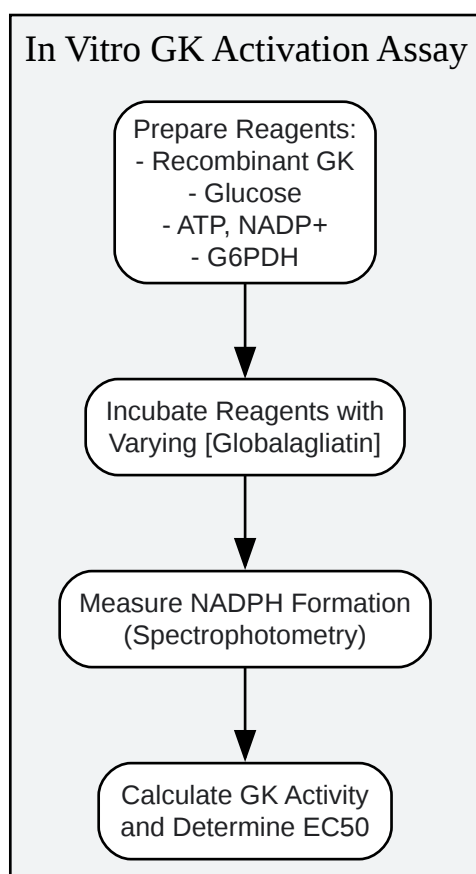 In Vitro GK Activation Assay
Prepare Reagents:
- Recombinant GK
- Glucose
- ATP, NADP+
- G6PDH
Incubate Reagents with
Varying [Globalagliatin]
Measure NADPH Formation
(Spectrophotometry)
Calculate GK Activity
and Determine EC50